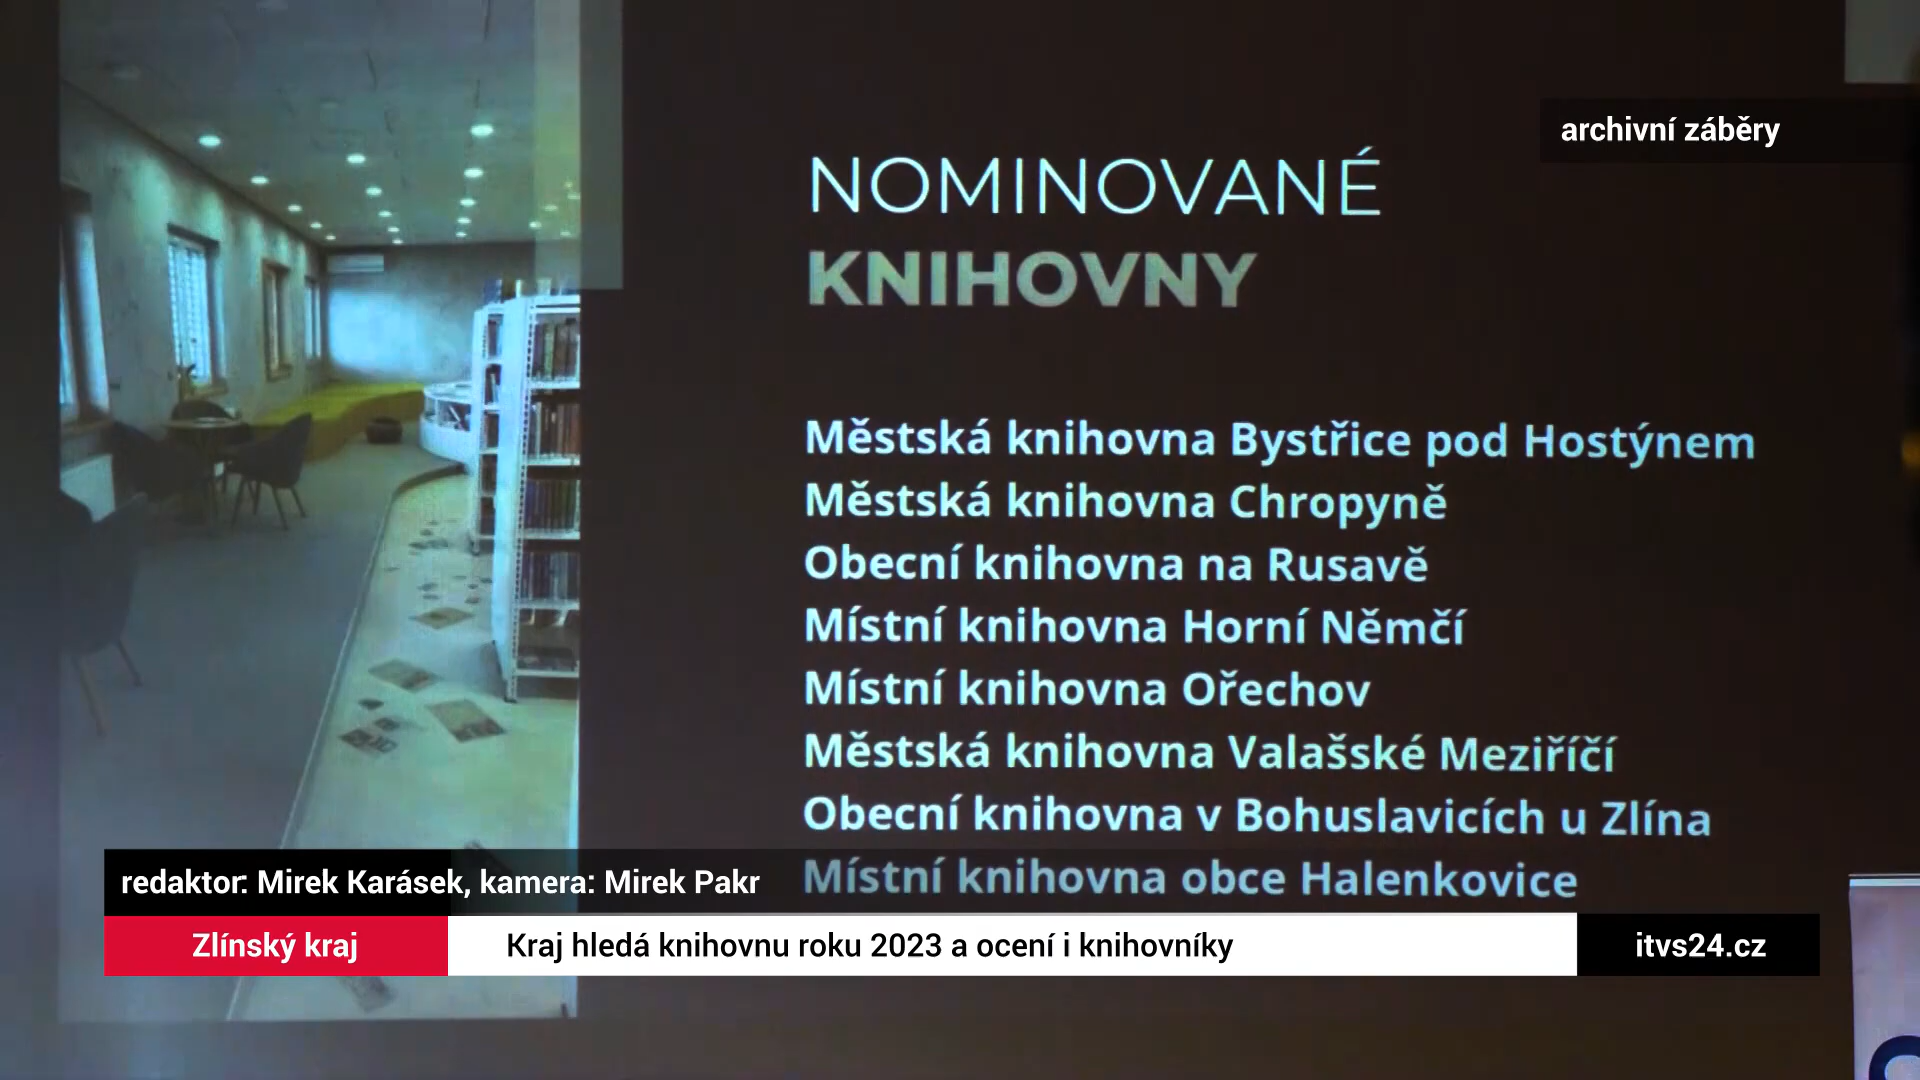 archivní záběry
NOMINOVANÉ
KNIHOVNY
Městská knihovna Bystřice pod Hostýnem
Městská knihovna Chropyně
Obecní knihovna na Rusavě
Místní knihovna Horní Němčí
Místní knihovna Ořechov
Městská knihovna Valašské Meziříčí
Obecní knihovna v Bohuslavicích u Zlína
Místní knihovna obce Halenkovice
redaktor: Mirek Karásek, kamera: Mirek Pakr
Zlínský kraj
Kraj hledá knihovnu roku 2023 a ocení i knihovníky
itvs24.cz